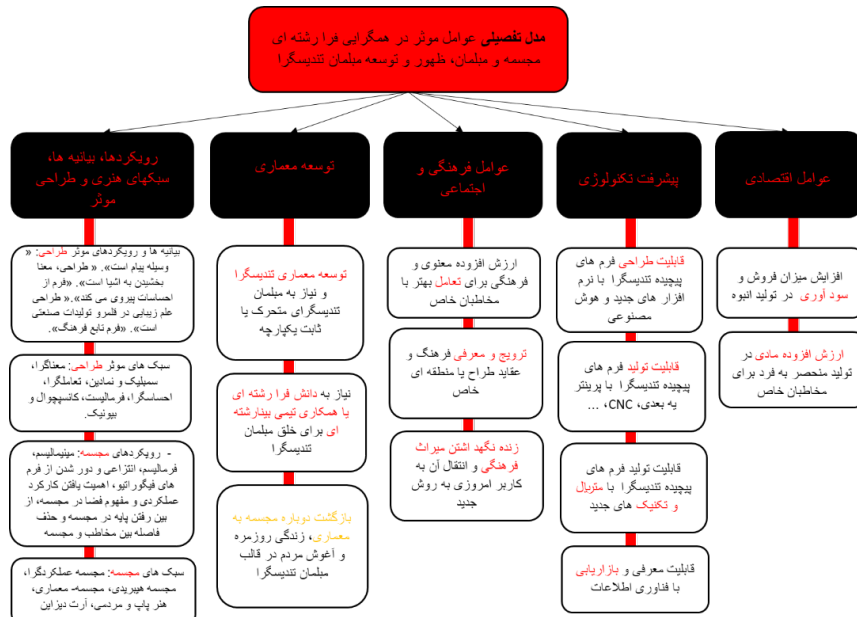 مدل تفصیلی عوامل موثر در همگرایی فرا رشته ای
مجسمه و مبلمان، ظهور و توسعه مبلمان تندیسگرا
رویکردها، بیانیه ها،
سبکهای هنری و طراحی
موثر
بیانیه ها و رویکردهای موثر طراحی: «
وسیله پیام است». « طراحی، معنا
بخشیدن به اشیا است». «فرم از
احساسات پیروی می کند».« طراحی
علم زیبایی در قلمرو تولیدات صنعتی
است». «فرم تابع فرهنگ».
سبک های موثر طراحی: معناگرا،
سمبلیک و نمادین، تعاملگرا،
احساسگرا، فرمالیست، کانسپچوال و
بیونیک.
- رویکردهای مجسمه: مینیمالیسم،
فرمالیسم، انتزاعی و دور شدن از فرم
های فیگوراتیو، اهمیت یافتن کارکرد
عملکردی و مفهوم فضا در مجسمه، از
بین رفتن پایه در مجسمه و حذف
فاصله بین مخاطب و مجسمه
سبک های مجسمه: مجسمه عملکردگرا،
مجسمه هیبریدی، مجسمه- معماری،
هنر پاپ و مردمی، آرت دیزاین
توسعه معماری
توسعه معماری تندیسگرا
و نیاز به مبلمان
تندیسگرای متحرک یا
ثابت یکپارچه
نیاز به دانش فرا رشته ای
یا همکاری تیمی بینارشته
ای برای خلق مبلمان
تندیسگرا
بازگشت دوباره مجسمه به
معماری، زندگی روزمره
و آغوش مردم در قالب
مبلمان تندیسگرا
عوامل فرهنگی و
اجتماعی
ارزش افزوده معنوی و
فرهنگی برای تعامل بهتر با
مخاطبان خاص
ترویج و معرفی فرهنگ و
عقاید طراح یا منطقه ای
خاص
زنده نگهد اشتن میراث
فرهنگی و انتقال آن به
کاربر امروزی به روش
جدید
پیشرفت تکنولوژی
قابلیت طراحی فرم های
پیچیده تندیسگرا با نرم
افزار های جدید و هوش
مصنوعی
قابلیت تولید فرم های
پیچیده تندیسگرا با پرینتر
یه بعدی، CNC، ...
قابلیت تولید فرم های
پیچیده تندیسگرا با متریال
و تکنیک های جدید
قابلیت معرفی و بازاریابی
با فناوری اطلاعات
عوامل اقتصادی
افزایش میزان فروش و
سود آوری در تولید انبوه
ارزش افزوده مادی در
تولید منحصر به فرد برای
مخاطبان خاص